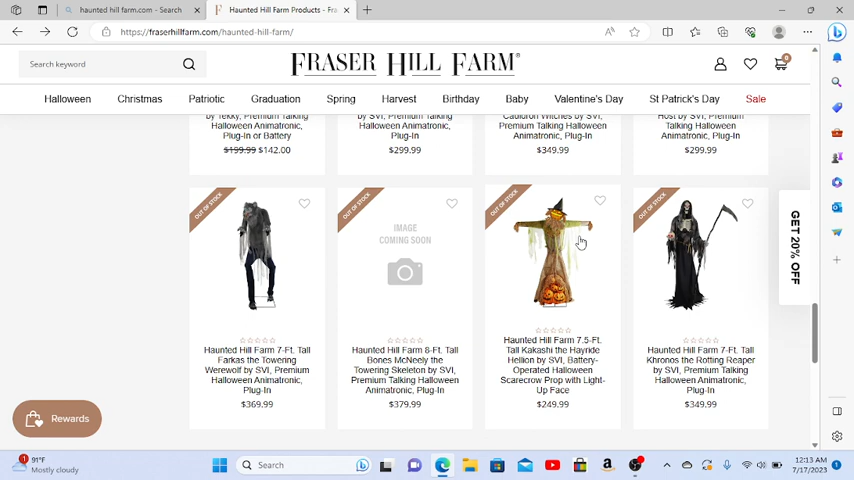 haunted hill farm.com - Search
Haunted Hill Farm Products - Fra
https://fraserhillfarm.com/haunted-hill-farm/
Search keyword
FRASER HILL FARM®
0
Halloween Christmas Patriotic Graduation Spring Harvest Birthday Baby Valentine's Day St Patrick's Day Sale
by Tekky, Premium Talking
Halloween Animatronic,
Plug-In or Battery
$199.99 $142.00
by SVI, Premium Talking
Halloween Animatronic,
Plug-In
$299.99
Cauldron Witches by SVI,
Premium Talking Halloween
Animatronic, Plug-In
$349.99
Host by SVI, Premium
Talking Halloween
Animatronic, Plug-In
$299.99
OUT OF STOCK
Haunted Hill Farm 7-Ft. Tall
Farkas the Towering
Werewolf by SVI, Premium
Halloween Animatronic,
Plug-In
$369.99
OUT OF STOCK
IMAGE
COMING SOON
Haunted Hill Farm 8-Ft. Tall
Bones McNeely the
Towering Skeleton by SVI,
Premium Talking Halloween
Animatronic, Plug-In
$379.99
OUT OF STOCK
Haunted Hill Farm 7.5-Ft.
Tall Kakashi the Hayride
Hellion by SVI, Battery-
Operated Halloween
Scarecrow Prop with Light-
Up Face
$249.99
OUT OF STOCK
Haunted Hill Farm 7-Ft. Tall
Khronos the Rotting Reaper
by SVI, Premium Talking
Halloween Animatronic,
Plug-In
$349.99
GET 20% OFF
Rewards
1
91°F
Mostly cloudy
Search
12:13 AM
7/17/2023